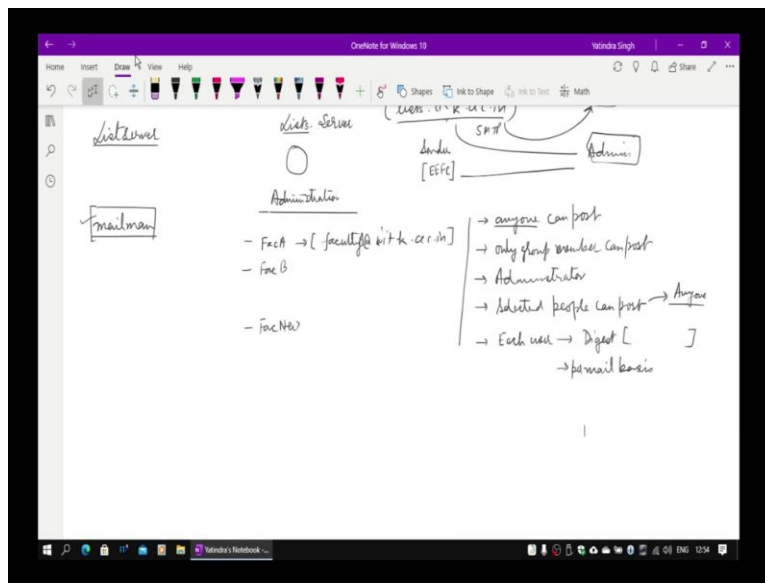 OneNote for Windows 10
Yatindra Singh
Home Insert Draw View Help
Share
Shapes Ink to Shape Ink to Text Math
SMTP
ListServer
Lists. Server
Sender
Admin
[EEFC]
Administration
mailman
- FacA → [faculty@iitk.ac.in]
- Fac B
- FacNew
→ anyone can post
→ only group member can post
→ Administrator
→ Selected people can post → Anyone
→ Each user → Digest [ ]
→ permail basis
Yatindra's Notebook -...
ENG 12:54